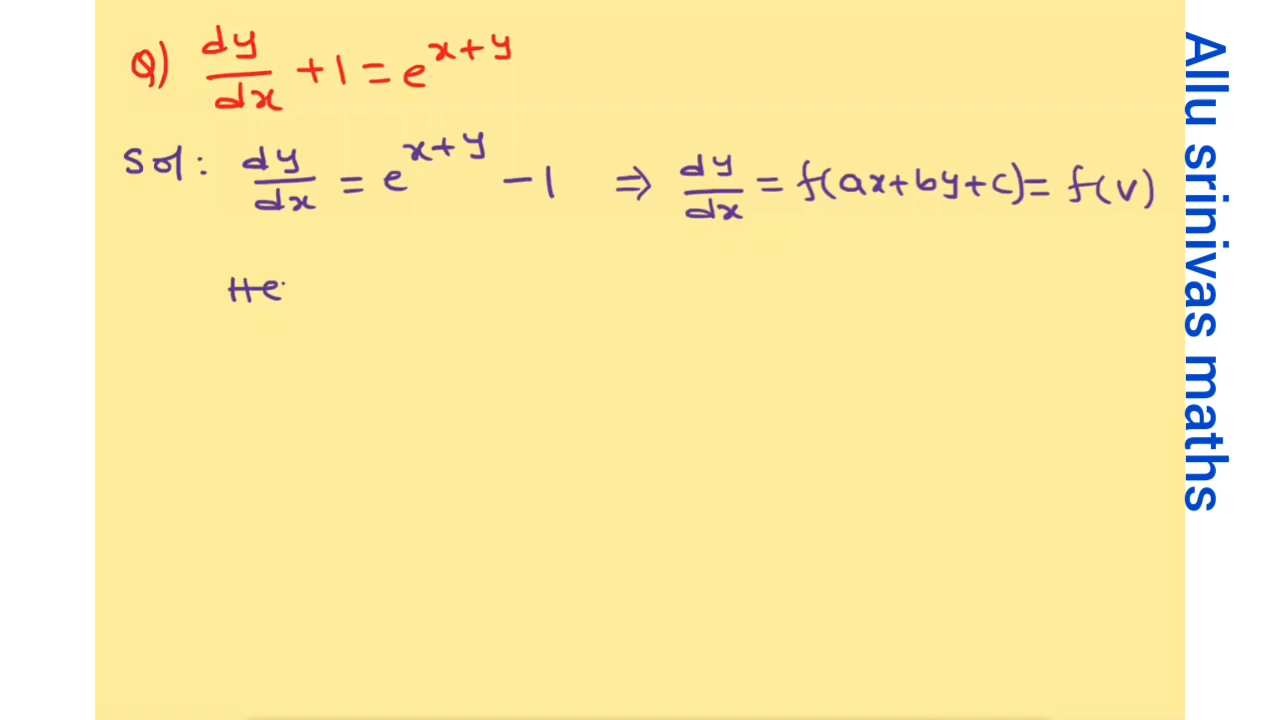 Q) dy/dx + 1 = e^{x+y}
Sol: dy/dx = e^{x+y} - 1 ⇒ dy/dx = f(ax+by+c) = f(v)
He
Allu srinivas maths